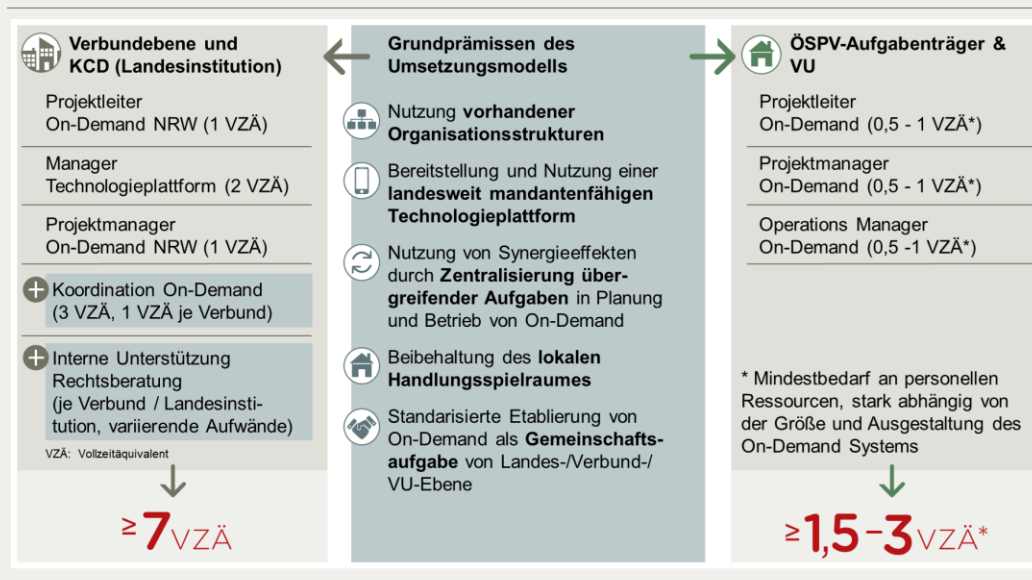 Verbundebene und
KCD (Landesinstitution)
Projektleiter
On-Demand NRW (1 VZÄ)
Manager
Technologieplattform (2 VZÄ)
Projektmanager
On-Demand NRW (1 VZÄ)
Koordination On-Demand
(3 VZÄ, 1 VZÄ je Verbund)
Interne Unterstützung
Rechtsberatung
(je Verbund / Landesinsti-
tution, variierende Aufwände)
VZÄ: Vollzeitäquivalent
≥7VZÄ
Grundprämissen des
Umsetzungsmodells
Nutzung vorhandener
Organisationsstrukturen
Bereitstellung und Nutzung einer
landesweit mandantenfähigen
Technologieplattform
Nutzung von Synergieeffekten
durch Zentralisierung über-
greifender Aufgaben in Planung
und Betrieb von On-Demand
Beibehaltung des lokalen
Handlungsspielraumes
Standarisierte Etablierung von
On-Demand als Gemeinschafts-
aufgabe von Landes-/Verbund-/
VU-Ebene
ÖSPV-Aufgabenträger &
VU
Projektleiter
On-Demand (0,5 - 1 VZÄ*)
Projektmanager
On-Demand (0,5 - 1 VZÄ*)
Operations Manager
On-Demand (0,5 -1 VZÄ*)
* Mindestbedarf an personellen
Ressourcen, stark abhängig von
der Größe und Ausgestaltung des
On-Demand Systems
≥1,5-3VZÄ*